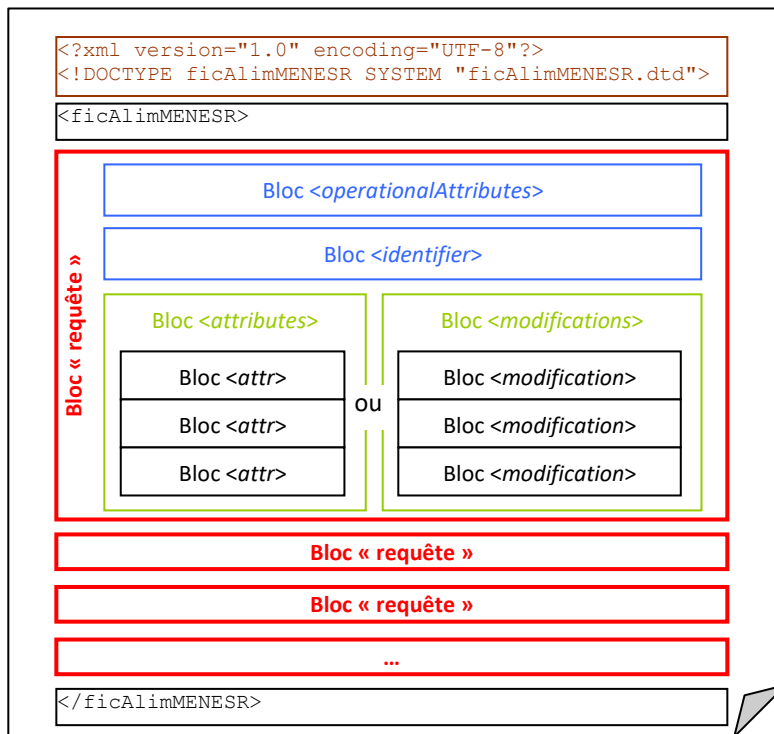 <?xml version="1.0" encoding="UTF-8"?>
<!DOCTYPE ficAlimMENESR SYSTEM "ficAlimMENESR.dtd">
<ficAlimMENESR>
Bloc « requête »
Bloc <operationalAttributes>
Bloc <identifier>
Bloc <attributes>
Bloc <attr>
Bloc <attr>
Bloc <attr>
ou
Bloc <modifications>
Bloc <modification>
Bloc <modification>
Bloc <modification>
Bloc « requête »
Bloc « requête »
...
</ficAlimMENESR>